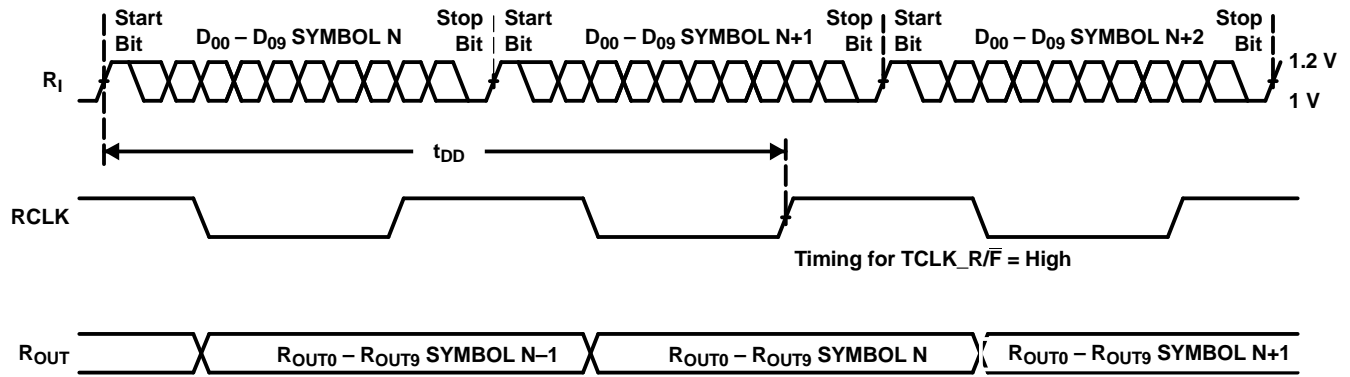 Start Bit
D00 – D09 SYMBOL N
Stop Bit
Start Bit
D00 – D09 SYMBOL N+1
Stop Bit
Start Bit
D00 – D09 SYMBOL N+2
Stop Bit
RI
1.2 V
1 V
tDD
RCLK
Timing for TCLK_R/F̅ = High
ROUT
ROUT0 – ROUT9 SYMBOL N–1
ROUT0 – ROUT9 SYMBOL N
ROUT0 – ROUT9 SYMBOL N+1